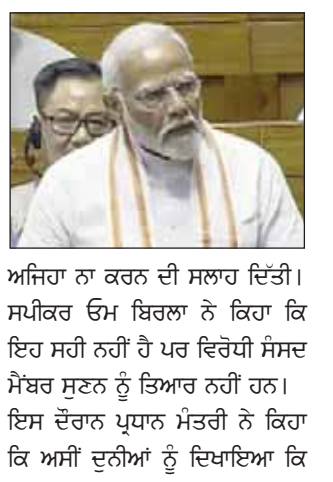 ਅਜਿਹਾ ਨਾ ਕਰਨ ਦੀ ਸਲਾਹ ਦਿੱਤੀ।
ਸਪੀਕਰ ਓਮ ਬਿਰਲਾ ਨੇ ਕਿਹਾ ਕਿ
ਇਹ ਸਹੀ ਨਹੀਂ ਹੈ ਪਰ ਵਿਰੋਧੀ ਸੰਸਦ
ਮੈਂਬਰ ਸੁਣਨ ਨੂੰ ਤਿਆਰ ਨਹੀਂ ਹਨ।
ਇਸ ਦੌਰਾਨ ਪ੍ਰਧਾਨ ਮੰਤਰੀ ਨੇ ਕਿਹਾ
ਕਿ ਅਸੀਂ ਦੁਨੀਆਂ ਨੂੰ ਦਿਖਾਇਆ ਕਿ